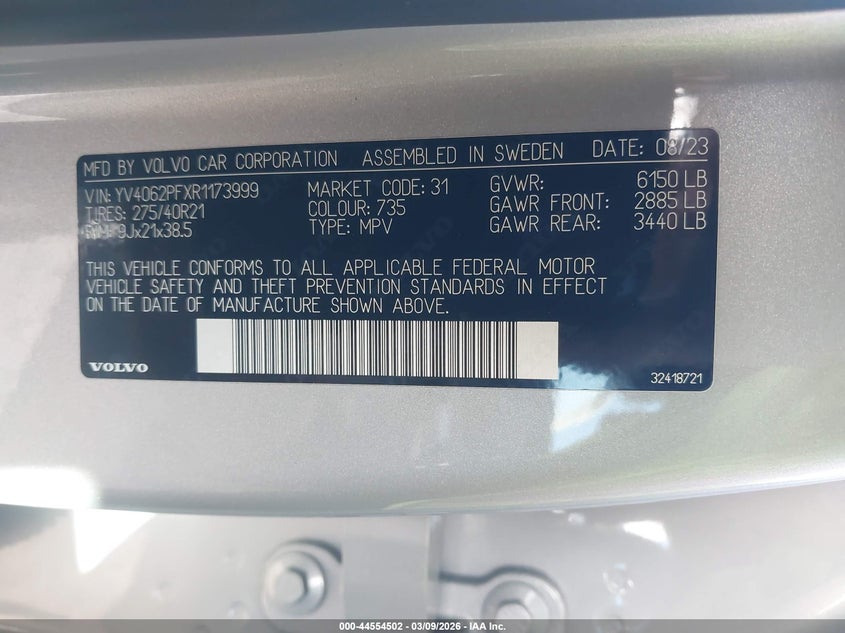 MFD BY VOLVO CAR CORPORATION ASSEMBLED IN SWEDEN DATE: 08/23
VIN: YV4062PFXR1173999 MARKET CODE: 31 GVWR: 6150 LB
TIRES: 275/40R21 COLOUR: 735 GAWR FRONT: 2885 LB
RIM: 9Jx21x38.5 TYPE: MPV GAWR REAR: 3440 LB
THIS VEHICLE CONFORMS TO ALL APPLICABLE FEDERAL MOTOR
VEHICLE SAFETY AND THEFT PREVENTION STANDARDS IN EFFECT
ON THE DATE OF MANUFACTURE SHOWN ABOVE.
VOLVO 32418721
000-44554502 - 03/09/2026 - IAA Inc.